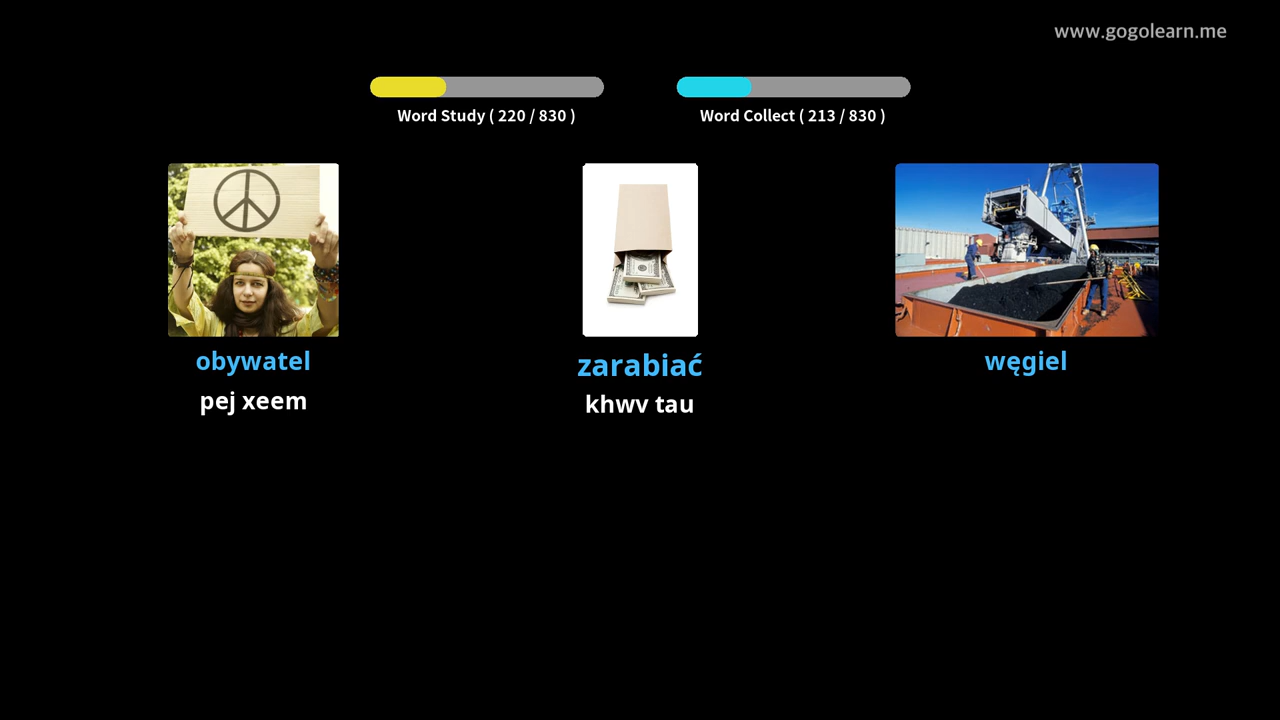 www.gogolearn.me
Word Study ( 220 / 830 )
Word Collect ( 213 / 830 )
obywatel
pej xeem
zarabiać
khwv tau
węgiel